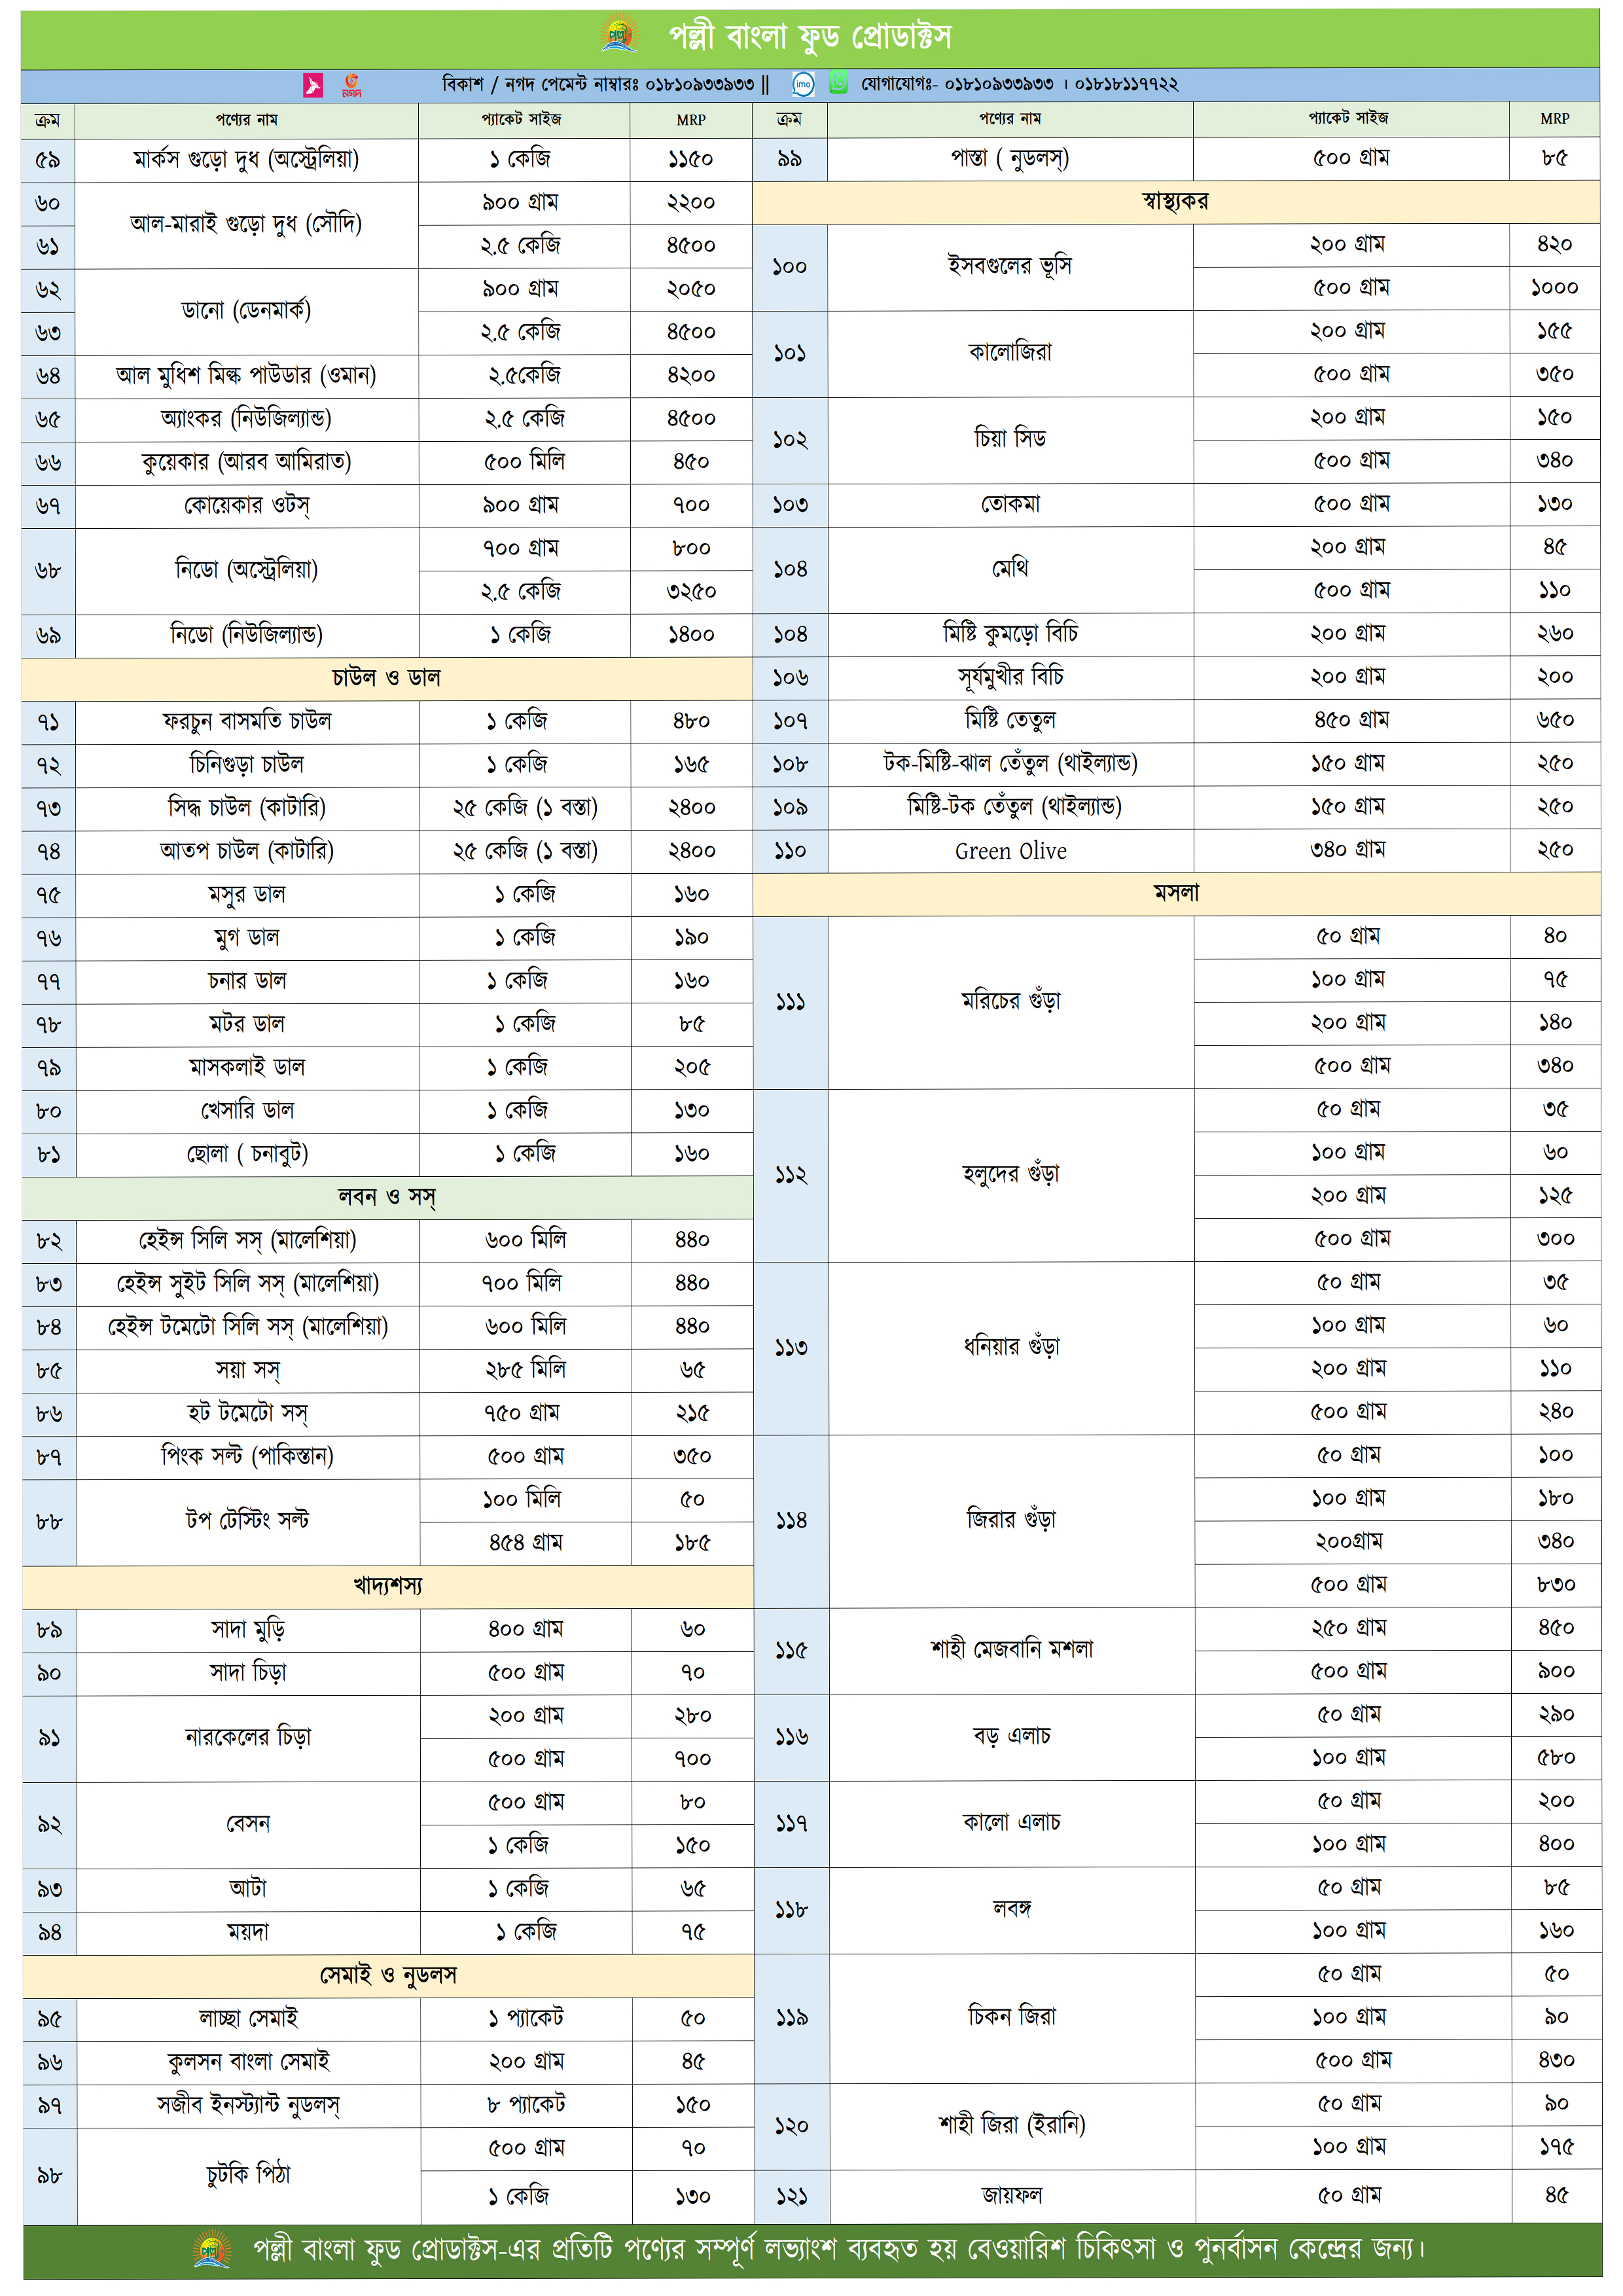 পল্লী বাংলা ফুড প্রোডাক্টস
নগদ বিকাশ / নগদ পেমেন্ট নাম্বারঃ ০১৮১০৯৩৩৯৩৩ || imo যোগাযোগঃ- ০১৮১০৯৩৩৯৩৩ । ০১৮১৮১১৭৭২২
ক্রম পণ্যের নাম প্যাকেট সাইজ MRP
৫৯ মার্কস গুড়ো দুধ (অস্ট্রেলিয়া) ১ কেজি ১১৫০
৬০ আল-মারাই গুড়ো দুধ (সৌদি) ৯০০ গ্রাম ২২০০
৬১ ২.৫ কেজি ৪৫০০
৬২ ডানো (ডেনমার্ক) ৯০০ গ্রাম ২০৫০
৬৩ ২.৫ কেজি ৪৫০০
৬৪ আল মুধিশ মিল্ক পাউডার (ওমান) ২.৫কেজি ৪২০০
৬৫ অ্যাংকর (নিউজিল্যান্ড) ২.৫ কেজি ৪৫০০
৬৬ কুয়েকার (আরব আমিরাত) ৫০০ মিলি ৪৫০
৬৭ কোয়েকার ওটস্ ৯০০ গ্রাম ৭০০
৬৮ নিডো (অস্ট্রেলিয়া) ৭০০ গ্রাম ৮০০
২.৫ কেজি ৩২৫০
৬৯ নিডো (নিউজিল্যান্ড) ১ কেজি ১৪০০
চাউল ও ডাল
৭১ ফরচুন বাসমতি চাউল ১ কেজি ৪৮০
৭২ চিনিগুড়া চাউল ১ কেজি ১৬৫
৭৩ সিদ্ধ চাউল (কাটারি) ২৫ কেজি (১ বস্তা) ২৪০০
৭৪ আতপ চাউল (কাটারি) ২৫ কেজি (১ বস্তা) ২৪০০
৭৫ মসুর ডাল ১ কেজি ১৬০
৭৬ মুগ ডাল ১ কেজি ১৯০
৭৭ চনার ডাল ১ কেজি ১৬০
৭৮ মটর ডাল ১ কেজি ৮৫
৭৯ মাসকলাই ডাল ১ কেজি ২০৫
৮০ খেসারি ডাল ১ কেজি ১৩০
৮১ ছোলা ( চনাবুট) ১ কেজি ১৬০
লবন ও সস্
৮২ হেইন্স সিলি সস্ (মালেশিয়া) ৬০০ মিলি ৪৪০
৮৩ হেইন্স সুইট সিলি সস্ (মালেশিয়া) ৭০০ মিলি ৪৪০
৮৪ হেইন্স টমেটো সিলি সস্ (মালেশিয়া) ৬০০ মিলি ৪৪০
৮৫ সয়া সস্ ২৮৫ মিলি ৬৫
৮৬ হট টমেটো সস্ ৭৫০ গ্রাম ২১৫
৮৭ পিংক সল্ট (পাকিস্তান) ৫০০ গ্রাম ৩৫০
৮৮ টপ টেস্টিং সল্ট ১০০ মিলি ৫০
৪৫৪ গ্রাম ১৮৫
খাদ্যশস্য
৮৯ সাদা মুড়ি ৪০০ গ্রাম ৬০
৯০ সাদা চিড়া ৫০০ গ্রাম ৭০
৯১ নারকেলের চিড়া ২০০ গ্রাম ২৮০
৫০০ গ্রাম ৭০০
৯২ বেসন ৫০০ গ্রাম ৮০
১ কেজি ১৫০
৯৩ আটা ১ কেজি ৬৫
৯৪ ময়দা ১ কেজি ৭৫
সেমাই ও নুডলস
৯৫ লাচ্ছা সেমাই ১ প্যাকেট ৫০
৯৬ কুলসন বাংলা সেমাই ২০০ গ্রাম ৪৫
৯৭ সজীব ইনস্ট্যান্ট নুডলস্ ৮ প্যাকেট ১৫০
৯৮ চুটকি পিঠা ৫০০ গ্রাম ৭০
১ কেজি ১৩০
ক্রম পণ্যের নাম প্যাকেট সাইজ MRP
৯৯ পাস্তা ( নুডলস্) ৫০০ গ্রাম ৮৫
স্বাস্থ্যকর
১০০ ইসবগুলের ভূসি ২০০ গ্রাম ৪২০
৫০০ গ্রাম ১০০০
১০১ কালোজিরা ২০০ গ্রাম ১৫৫
৫০০ গ্রাম ৩৫০
১০২ চিয়া সিড ২০০ গ্রাম ১৫০
৫০০ গ্রাম ৩৪০
১০৩ তোকমা ৫০০ গ্রাম ১৩০
১০৪ মেথি ২০০ গ্রাম ৪৫
৫০০ গ্রাম ১১০
১০৪ মিষ্টি কুমড়ো বিচি ২০০ গ্রাম ২৬০
১০৬ সূর্যমুখীর বিচি ২০০ গ্রাম ২০০
১০৭ মিষ্টি তেতুল ৪৫০ গ্রাম ৬৫০
১০৮ টক-মিষ্টি-ঝাল তেঁতুল (থাইল্যান্ড) ১৫০ গ্রাম ২৫০
১০৯ মিষ্টি-টক তেঁতুল (থাইল্যান্ড) ১৫০ গ্রাম ২৫০
১১০ Green Olive ৩৪০ গ্রাম ২৫০
মসলা
১১১ মরিচের গুঁড়া ৫০ গ্রাম ৪০
১০০ গ্রাম ৭৫
২০০ গ্রাম ১৪০
৫০০ গ্রাম ৩৪০
১১২ হলুদের গুঁড়া ৫০ গ্রাম ৩৫
১০০ গ্রাম ৬০
২০০ গ্রাম ১২৫
৫০০ গ্রাম ৩০০
১১৩ ধনিয়ার গুঁড়া ৫০ গ্রাম ৩৫
১০০ গ্রাম ৬০
২০০ গ্রাম ১১০
৫০০ গ্রাম ২৪০
১১৪ জিরার গুঁড়া ৫০ গ্রাম ১০০
১০০ গ্রাম ১৮০
২০০গ্রাম ৩৪০
৫০০ গ্রাম ৮৩০
১১৫ শাহী মেজবানি মশলা ২৫০ গ্রাম ৪৫০
৫০০ গ্রাম ৯০০
১১৬ বড় এলাচ ৫০ গ্রাম ২৯০
১০০ গ্রাম ৫৮০
১১৭ কালো এলাচ ৫০ গ্রাম ২০০
১০০ গ্রাম ৪০০
১১৮ লবঙ্গ ৫০ গ্রাম ৮৫
১০০ গ্রাম ১৬০
১১৯ চিকন জিরা ৫০ গ্রাম ৫০
১০০ গ্রাম ৯০
৫০০ গ্রাম ৪৩০
১২০ শাহী জিরা (ইরানি) ৫০ গ্রাম ৯০
১০০ গ্রাম ১৭৫
১২১ জায়ফল ৫০ গ্রাম ৪৫
পল্লী বাংলা ফুড প্রোডাক্টস-এর প্রতিটি পণ্যের সম্পূর্ণ লভ্যাংশ ব্যবহৃত হয় বেওয়ারিশ চিকিৎসা ও পুনর্বাসন কেন্দ্রের জন্য।